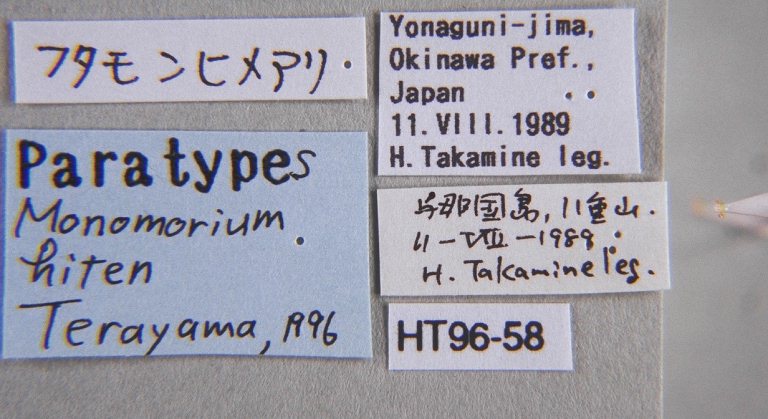 フタモンヒメアリ
Paratypes
Monomorium
hiten
Terayama, 1996
Yonaguni-jima,
Okinawa Pref.,
Japan
11.VIII.1989
H.Takamine leg.
与那国島, 八重山.
11-VIII-1989.
H. Takamine leg.
HT96-58